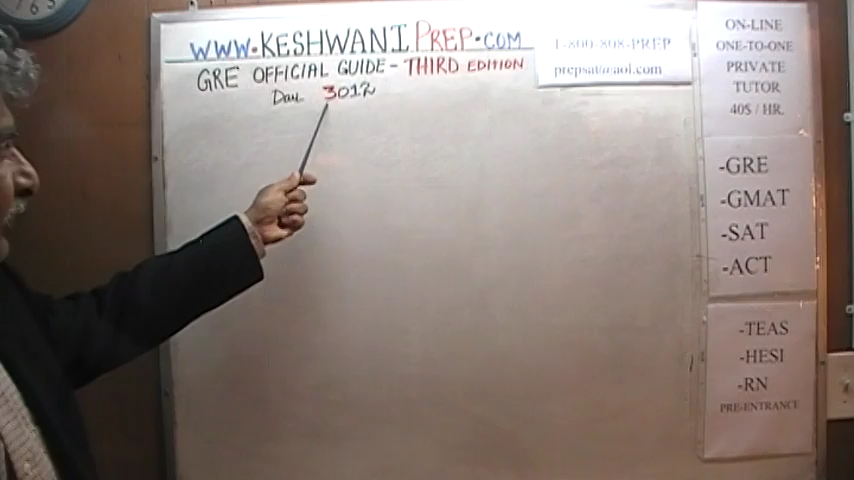 WWW.KESHWANIPREP.COM
GRE OFFICIAL GUIDE - THIRD EDITION
Day 3012
1-800-808-PREP
prepsat@aol.com
ON-LINE
ONE-TO-ONE
PRIVATE
TUTOR
40$ / HR.
-GRE
-GMAT
-SAT
-ACT
-TEAS
-HESI
-RN
PRE-ENTRANCE